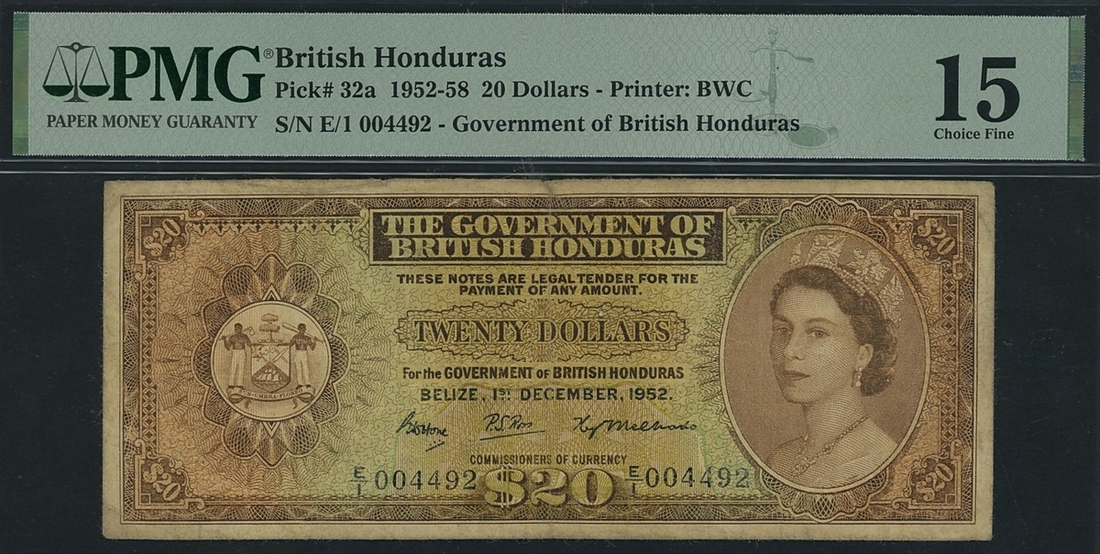 PMG®
PAPER MONEY GUARANTY
British Honduras
Pick# 32a 1952-58 20 Dollars - Printer: BWC
S/N E/1 004492 - Government of British Honduras
15
Choice Fine
$20
$20
THE GOVERNMENT OF
BRITISH HONDURAS
THESE NOTES ARE LEGAL TENDER FOR THE
PAYMENT OF ANY AMOUNT.
TWENTY DOLLARS
For the GOVERNMENT OF BRITISH HONDURAS
BELIZE, 1ST DECEMBER, 1952.
COMMISSIONERS OF CURRENCY
E/1 004492 $20 E/1 004492
$20
$20